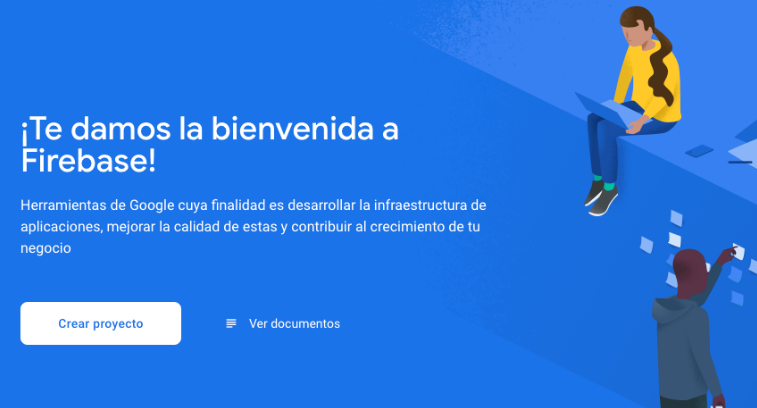 ¡Te damos la bienvenida a
Firebase!
Herramientas de Google cuya finalidad es desarrollar la infraestructura de
aplicaciones, mejorar la calidad de estas y contribuir al crecimiento de tu
negocio
Crear proyecto
Ver documentos